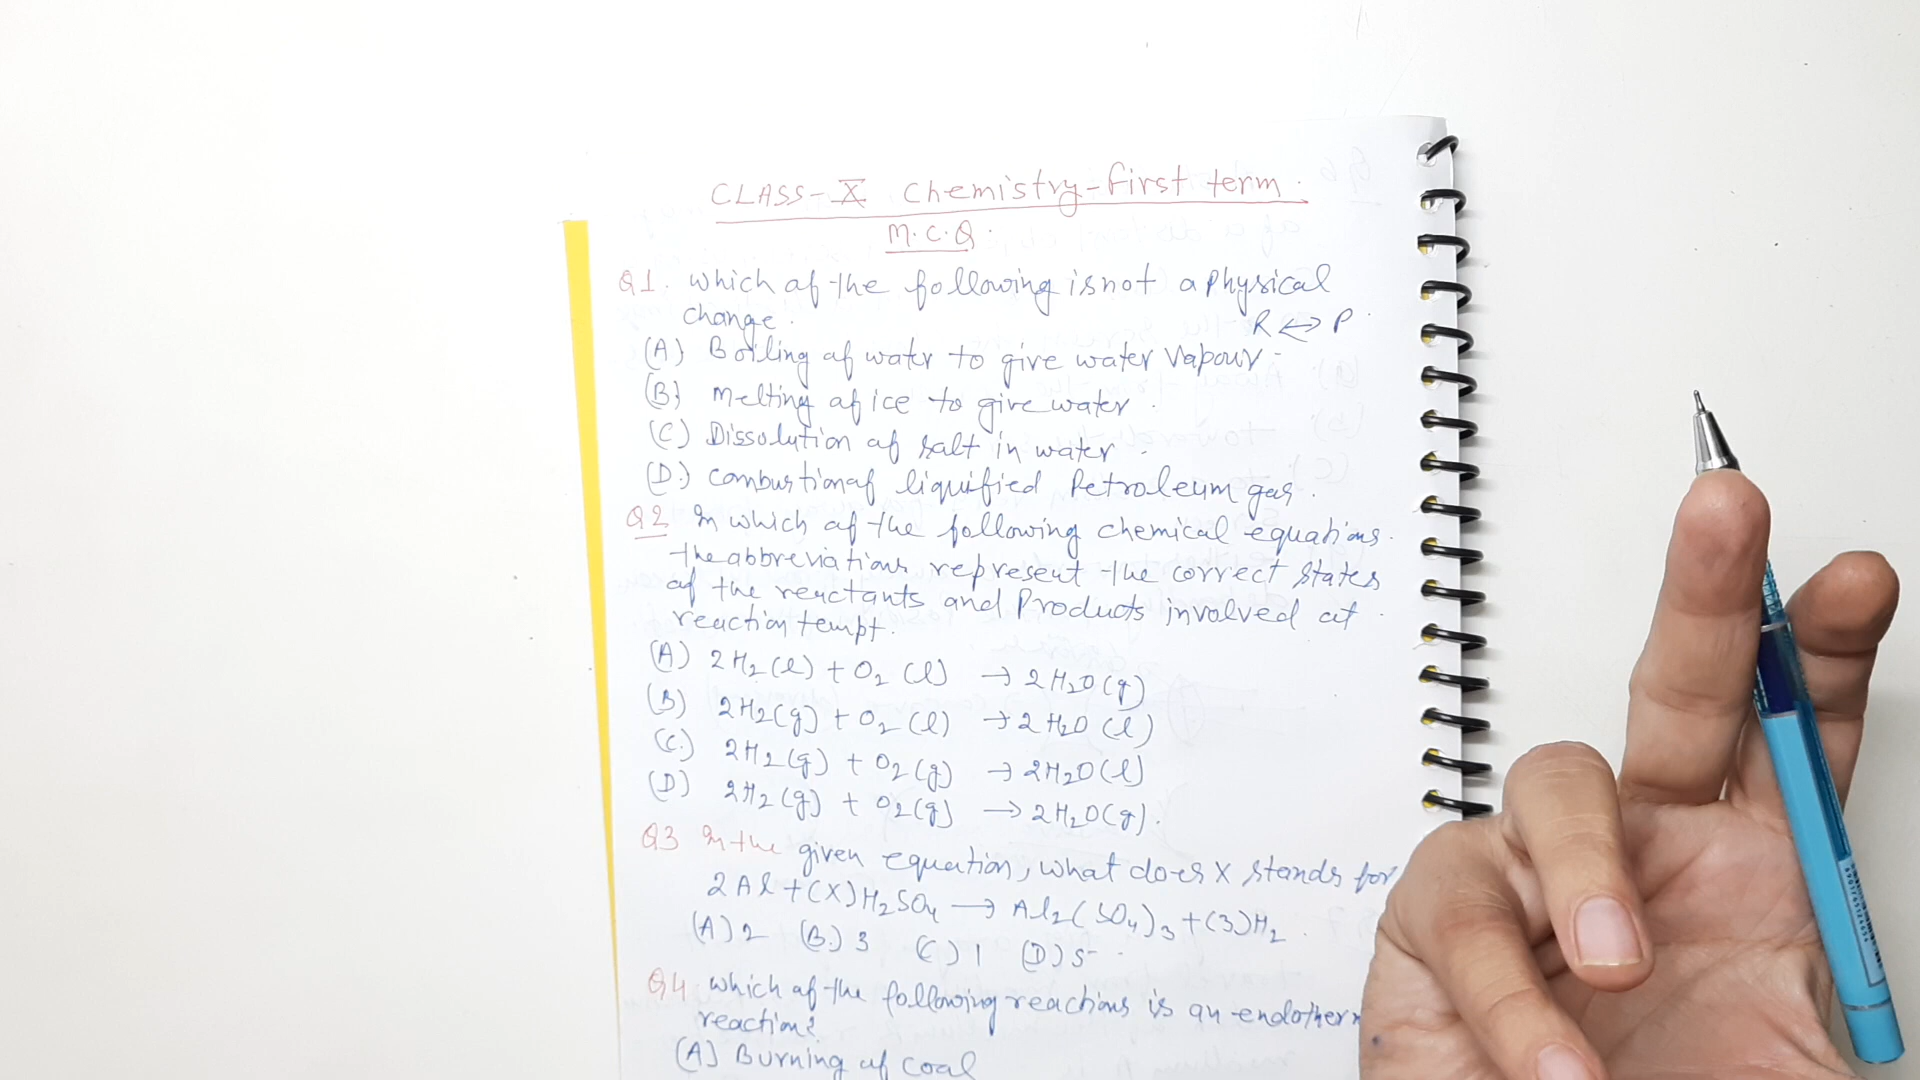 CLASS-X Chemistry-first term.
M.C.Q.
Q1. which of the following is not a physical
change.
R ↔ P.
(A) Boiling of water to give water vapour-
(B) Melting of ice to give water.
(C) Dissolution of salt in water.
(D.) combustion of liquified Petroleum gas.
Q2 In which of the following chemical equations.
the abbreviations represent the correct states
of the reactants and Products involved at.
reaction tempt.
(A) 2H₂(l) + O₂ (l) → 2H₂O(g)
(B) 2H₂(g) + O₂ (l) → 2H₂O (l)
(C.) 2H₂(g) + O₂(g) → 2H₂O(l)
(D) 2H₂(g) + O₂(g) → 2H₂O(g).
Q3 In the given equation, what does X stands for
2Al + (X)H₂SO₄ → Al₂(SO₄)₃ + (3)H₂.
(A) 2 (B.) 3 (C) 1 (D) 5-.
Q4 which of the following reactions is an
reaction?
(A) Burning of coal